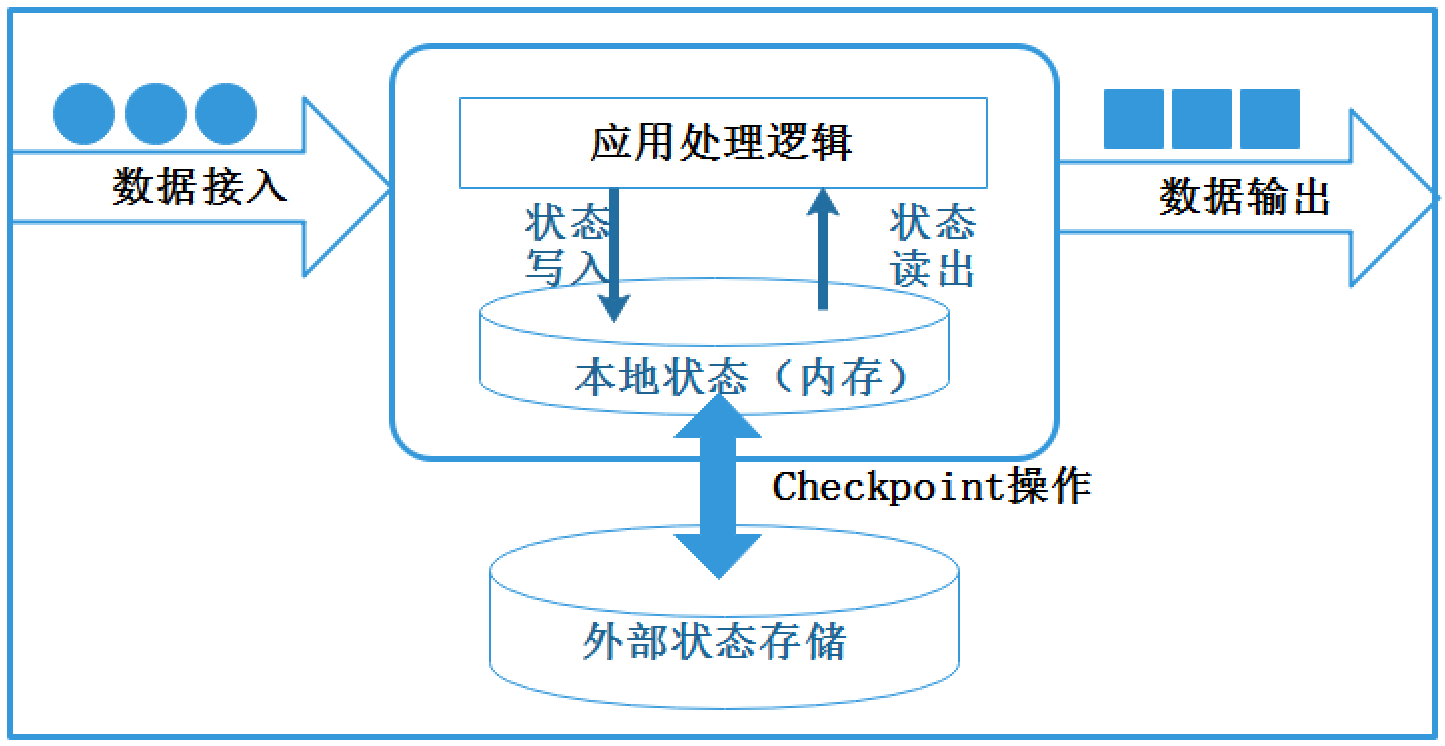 应用处理逻辑
数据接入
数据输出
状态
写入
状态
读出
本地状态（内存）
Checkpoint操作
外部状态存储